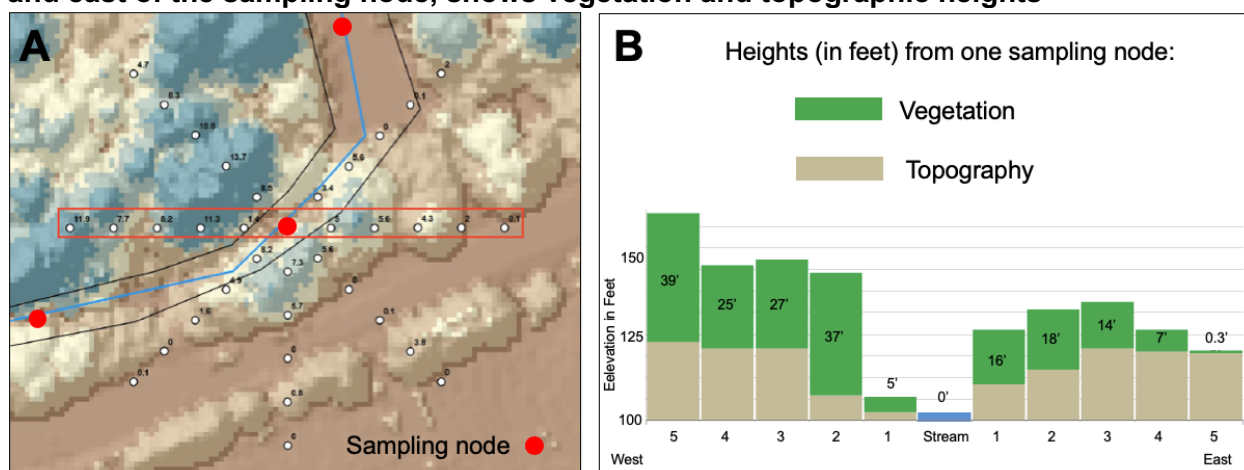 and east of the sampling node, shows vegetation and topographic heights
A
4.7
8.3
10.8
13.7
8.5
2
0.1
0
5.6
3.4
11.9 7.7 8.2 11.3 1.4 5 5.6 4.3 2 0.1
8.2 5.6
7.3
4.9 0
1.6 5.7 0.1
0 0 3.8
0.1 0
0.8
0
Sampling node
B
Heights (in feet) from one sampling node:
Vegetation
Topography
Eelevation in Feet
150
125
100
39'
25'
27'
37'
5'
0'
16'
18'
14'
7'
0.3'
5 4 3 2 1 Stream 1 2 3 4 5
West East